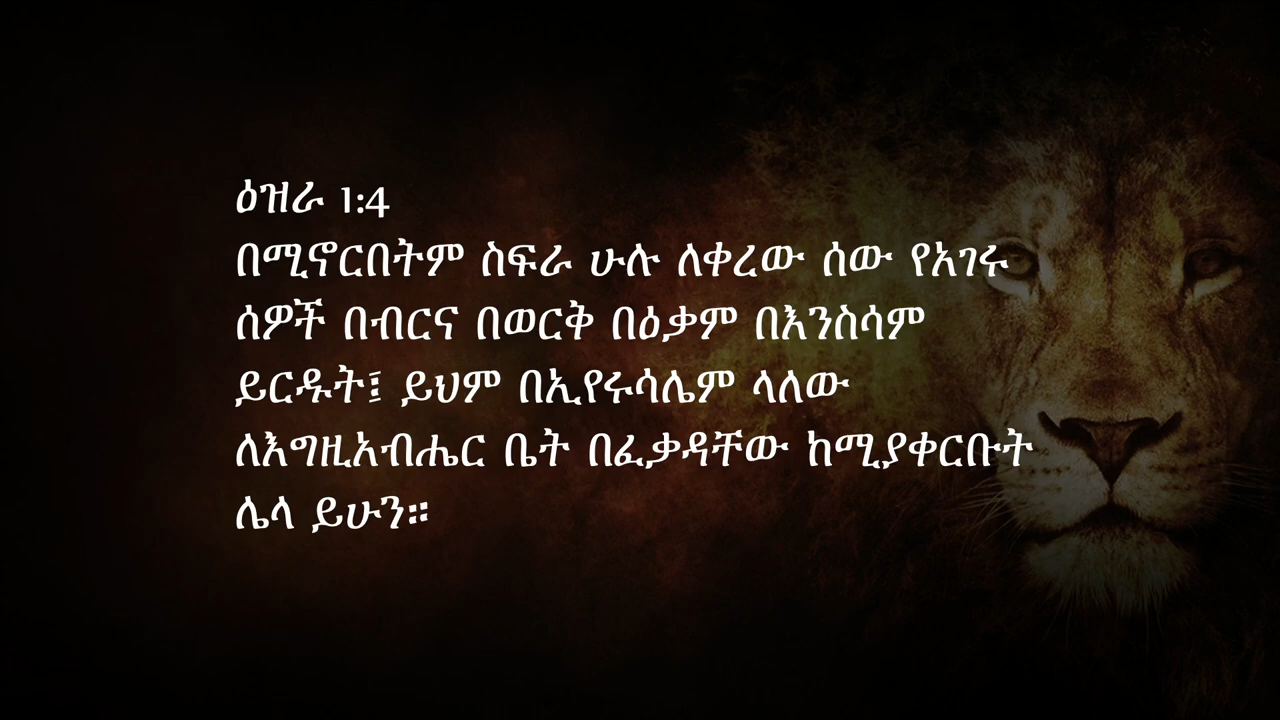 ዕዝራ 1:4
በሚኖርበትም ስፍራ ሁሉ ለቀረው ሰው የአገሩ
ሰዎች በብርና በወርቅ በዕቃም በእንስሳም
ይርዱት፤ ይህም በኢየሩሳሌም ላለው
ለእግዚአብሔር ቤት በፈቃዳቸው ከሚያቀርቡት
ሌላ ይሁን።